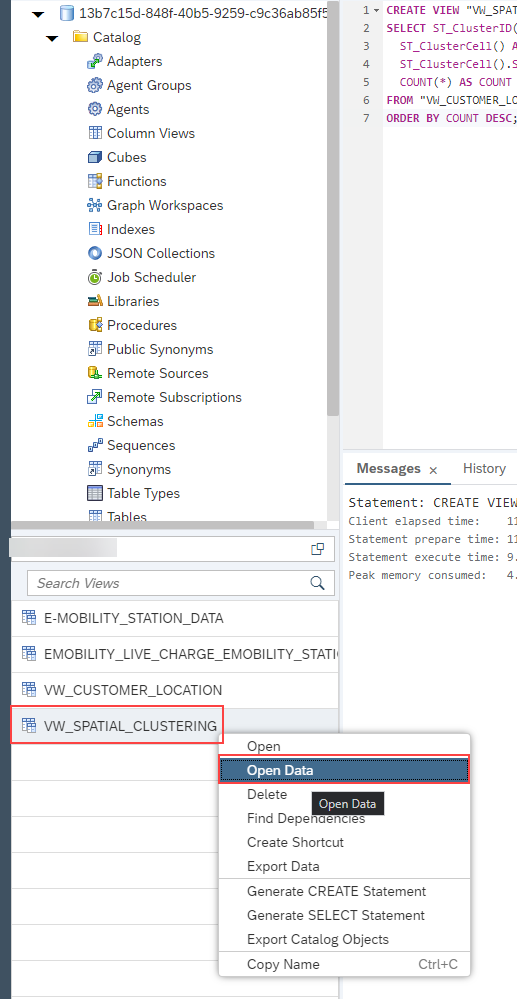 13b7c15d-848f-40b5-9259-c9c36ab85f5
Catalog
Adapters
Agent Groups
Agents
Column Views
Cubes
Functions
Graph Workspaces
Indexes
JSON Collections
Job Scheduler
Libraries
Procedures
Public Synonyms
Remote Sources
Remote Subscriptions
Schemas
Sequences
Synonyms
Table Types
Tables
1 CREATE VIEW "VW_SPAT
2 SELECT ST_ClusterID(
3 ST_ClusterCell() A
4 ST_ClusterCell().S
5 COUNT(*) AS COUNT
6 FROM "VW_CUSTOMER_LO
7 ORDER BY COUNT DESC;
Messages × History
Statement: CREATE VIEW
Client elapsed time: 11
Statement prepare time: 11
Statement execute time: 9.
Peak memory consumed: 4.
Search Views
E-MOBILITY_STATION_DATA
EMOBILITY_LIVE_CHARGE_EMOBILITY_STATI
VW_CUSTOMER_LOCATION
VW_SPATIAL_CLUSTERING
Open
Open Data
Delete
Open Data
Find Dependencies
Create Shortcut
Export Data
Generate CREATE Statement
Generate SELECT Statement
Export Catalog Objects
Copy Name Ctrl+C